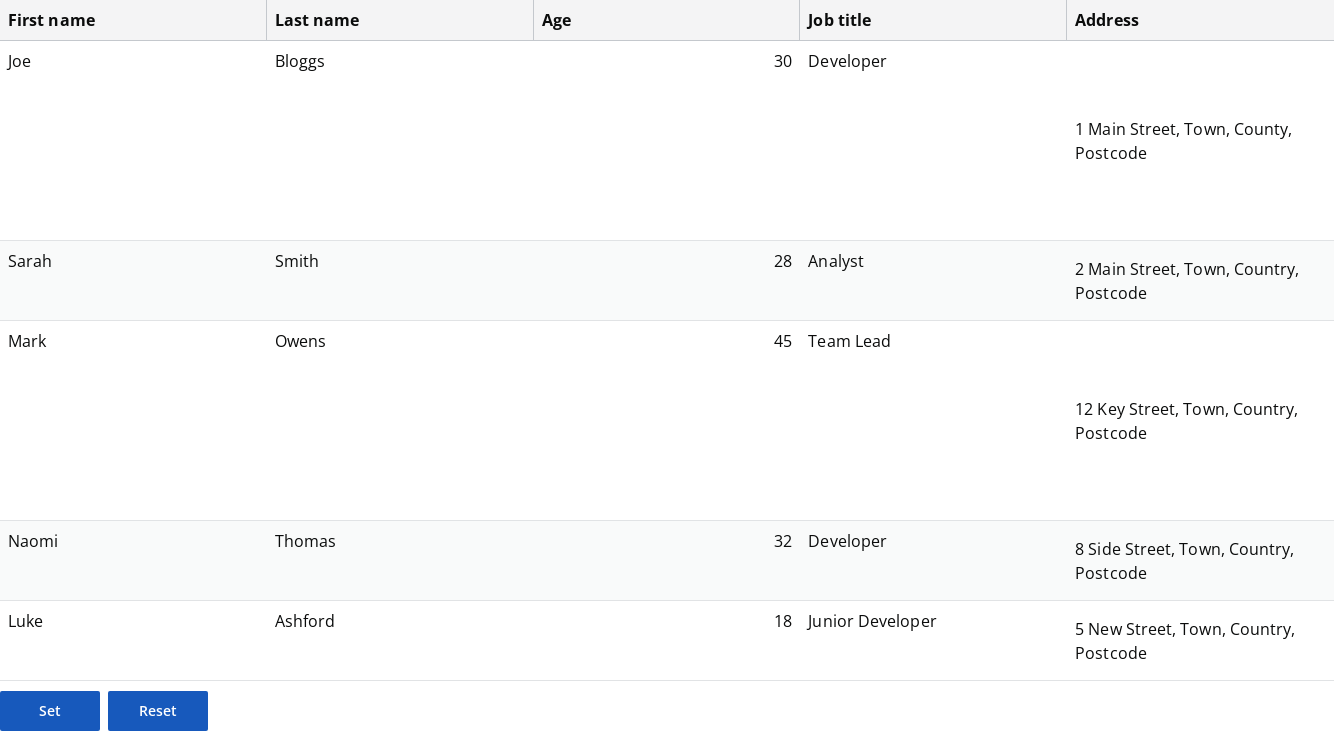 First name Last name Age Job title Address
Joe Bloggs 30 Developer
1 Main Street, Town, County,
Postcode
Sarah Smith 28 Analyst
2 Main Street, Town, Country,
Postcode
Mark Owens 45 Team Lead
12 Key Street, Town, Country,
Postcode
Naomi Thomas 32 Developer
8 Side Street, Town, Country,
Postcode
Luke Ashford 18 Junior Developer
5 New Street, Town, Country,
Postcode
Set Reset